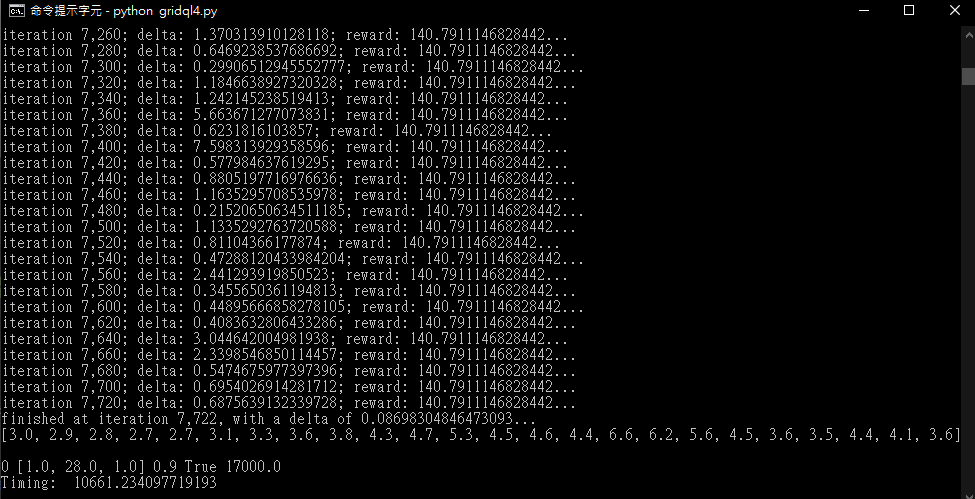 命令提示字元 - python gridql4.py
iteration 7,260; delta: 1.370313910128118; reward: 140.7911146828442...
iteration 7,280; delta: 0.6469238537686692; reward: 140.7911146828442...
iteration 7,300; delta: 0.29906512945552777; reward: 140.7911146828442...
iteration 7,320; delta: 1.1846638927320328; reward: 140.7911146828442...
iteration 7,340; delta: 1.242145238519413; reward: 140.7911146828442...
iteration 7,360; delta: 5.663671277073831; reward: 140.7911146828442...
iteration 7,380; delta: 0.6231816103857; reward: 140.7911146828442...
iteration 7,400; delta: 7.598313929358596; reward: 140.7911146828442...
iteration 7,420; delta: 0.577984637619295; reward: 140.7911146828442...
iteration 7,440; delta: 0.8805197716976636; reward: 140.7911146828442...
iteration 7,460; delta: 1.1635295708535978; reward: 140.7911146828442...
iteration 7,480; delta: 0.21520650634511185; reward: 140.7911146828442...
iteration 7,500; delta: 1.1335292763720588; reward: 140.7911146828442...
iteration 7,520; delta: 0.81104366177874; reward: 140.7911146828442...
iteration 7,540; delta: 0.47288120433984204; reward: 140.7911146828442...
iteration 7,560; delta: 2.441293919850523; reward: 140.7911146828442...
iteration 7,580; delta: 0.3455650361194813; reward: 140.7911146828442...
iteration 7,600; delta: 0.44895666858278105; reward: 140.7911146828442...
iteration 7,620; delta: 0.4083632806433286; reward: 140.7911146828442...
iteration 7,640; delta: 3.044642004981938; reward: 140.7911146828442...
iteration 7,660; delta: 2.3398546850114457; reward: 140.7911146828442...
iteration 7,680; delta: 0.5474675977397396; reward: 140.7911146828442...
iteration 7,700; delta: 0.6954026914281712; reward: 140.7911146828442...
iteration 7,720; delta: 0.6875639132339728; reward: 140.7911146828442...
finished at iteration 7,722, with a delta of 0.08698304846473093...
[3.0, 2.9, 2.8, 2.7, 2.7, 3.1, 3.3, 3.6, 3.8, 4.3, 4.7, 5.3, 4.5, 4.6, 4.4, 6.6, 6.2, 5.6, 4.5, 3.6, 3.5, 4.4, 4.1, 3.6]
0 [1.0, 28.0, 1.0] 0.9 True 17000.0
Timing:  10661.234097719193